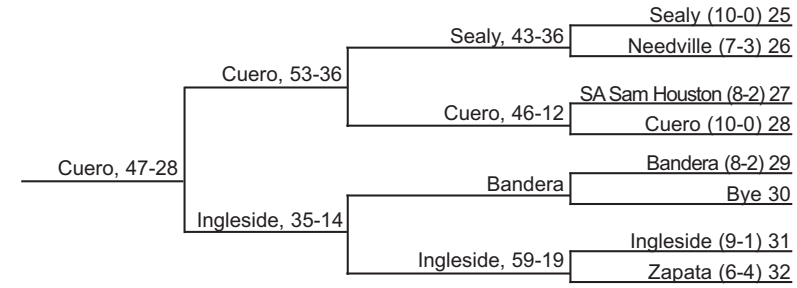 Sealy (10-0) 25
Sealy, 43-36
Needville (7-3) 26
Cuero, 53-36
SA Sam Houston (8-2) 27
Cuero, 46-12
Cuero (10-0) 28
Cuero, 47-28
Bandera (8-2) 29
Bandera
Bye 30
Ingleside, 35-14
Ingleside (9-1) 31
Ingleside, 59-19
Zapata (6-4) 32